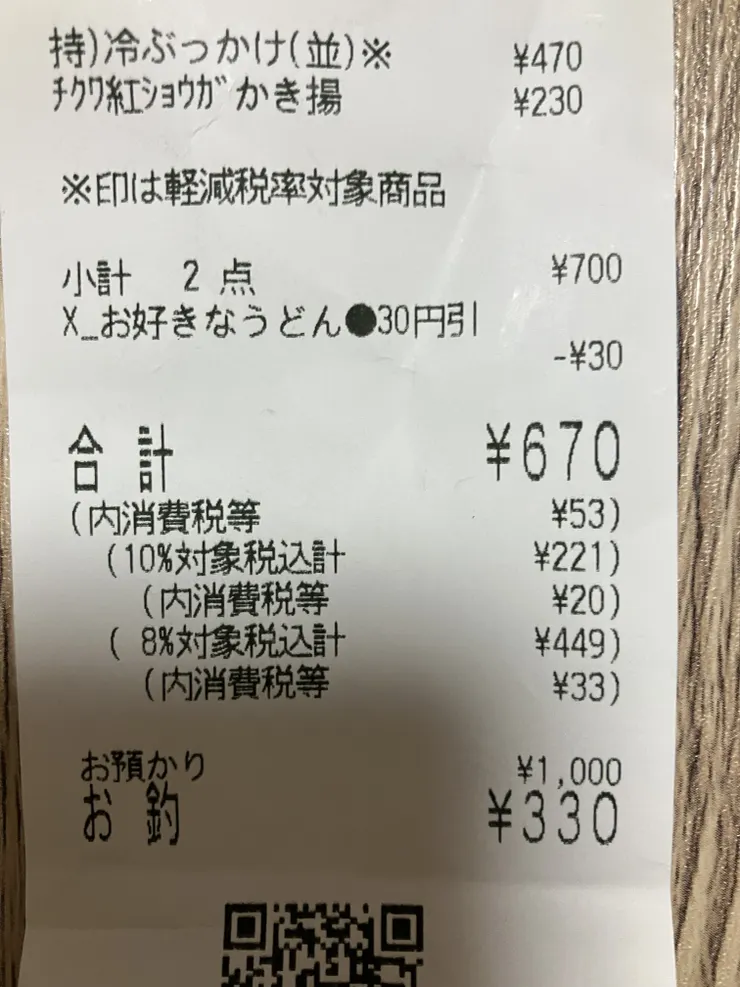 持)冷ぶっかけ(並)※ ¥470
ﾁｸﾜ紅ｼｮｳｶﾞかき揚 ¥230
※印は軽減税率対象商品
小計 2 点 ¥700
X_お好きなうどん●30円引
-¥30
合 計 ¥670
(内消費税等 ¥53)
(10%対象税込計 ¥221)
(内消費税等 ¥20)
( 8%対象税込計 ¥449)
(内消費税等 ¥33)
お預かり ¥1,000
お 釣 ¥330